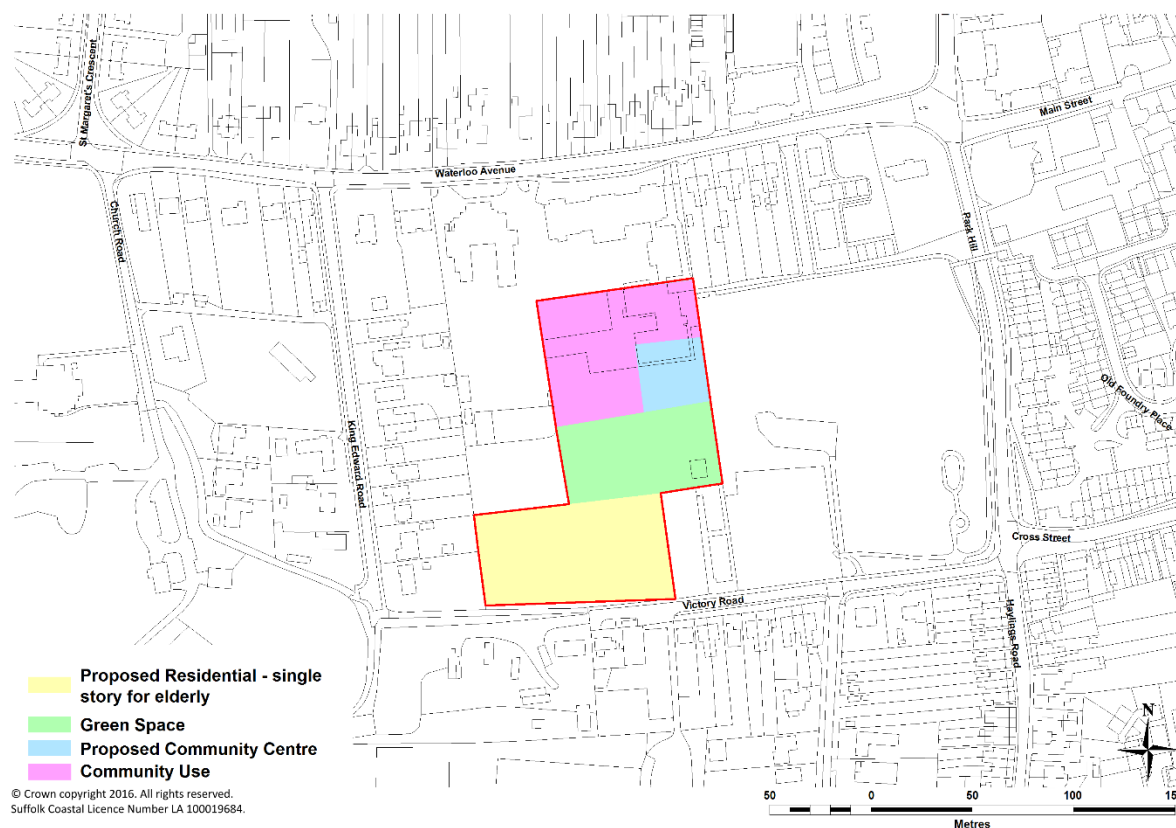 St Margaret's Crescent
Main Street
Waterloo Avenue
Church Road
Park Hill
Old Foundry Place
King Edward Road
Cross Street
Victory Road
Haylings Road
Proposed Residential - single
story for elderly
Green Space
Proposed Community Centre
Community Use
© Crown copyright 2016. All rights reserved.
Suffolk Coastal Licence Number LA 100019684.
N
50 0 50 100 150
Metres